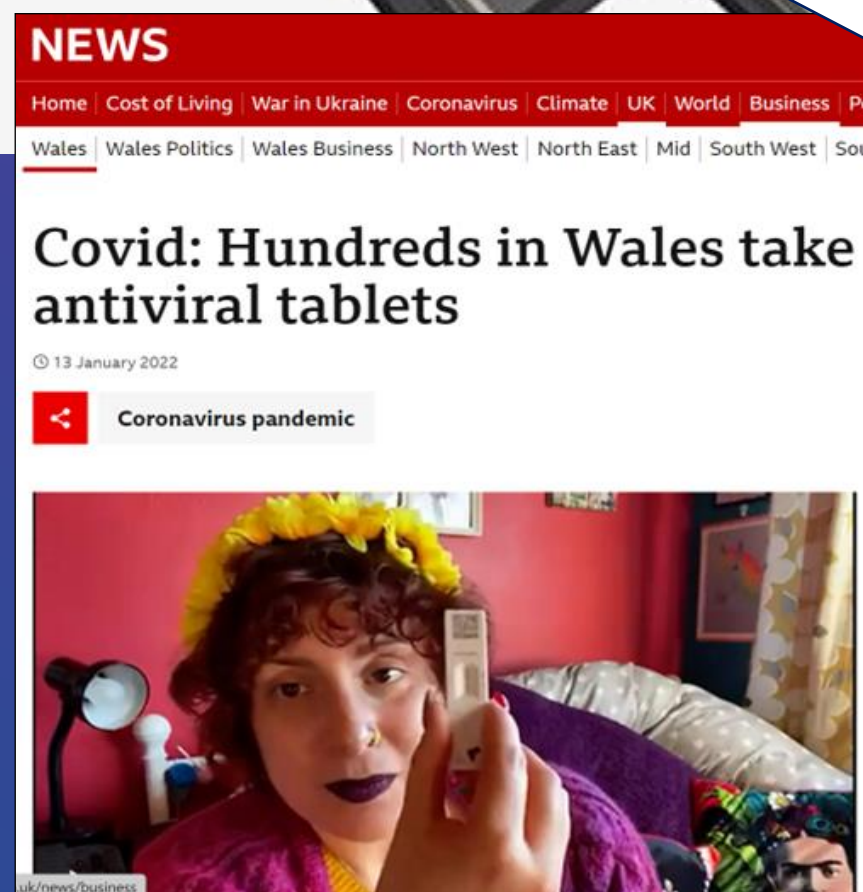 NEWS
Home Cost of Living War in Ukraine Coronavirus Climate UK World Business
Wales Wales Politics Wales Business North West North East Mid South West
Covid: Hundreds in Wales take
antiviral tablets
13 January 2022
Coronavirus pandemic
uk/news/business